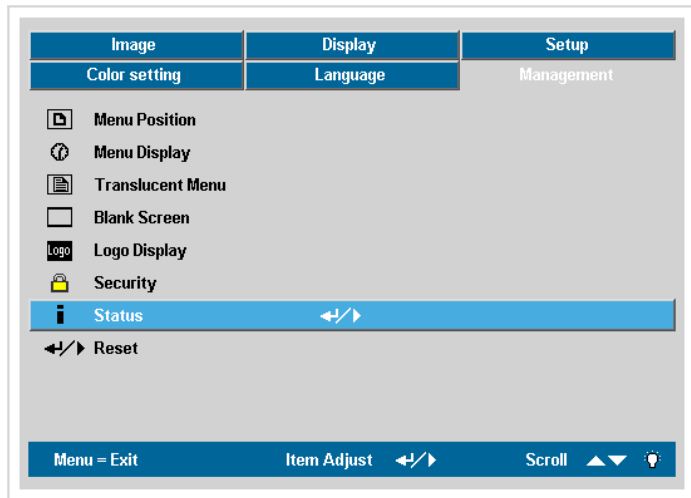 Image Display Setup
Color setting Language Management
Menu Position
Menu Display
Translucent Menu
Blank Screen
Logo Logo Display
Security
i Status
Reset
Menu = Exit Item Adjust Scroll